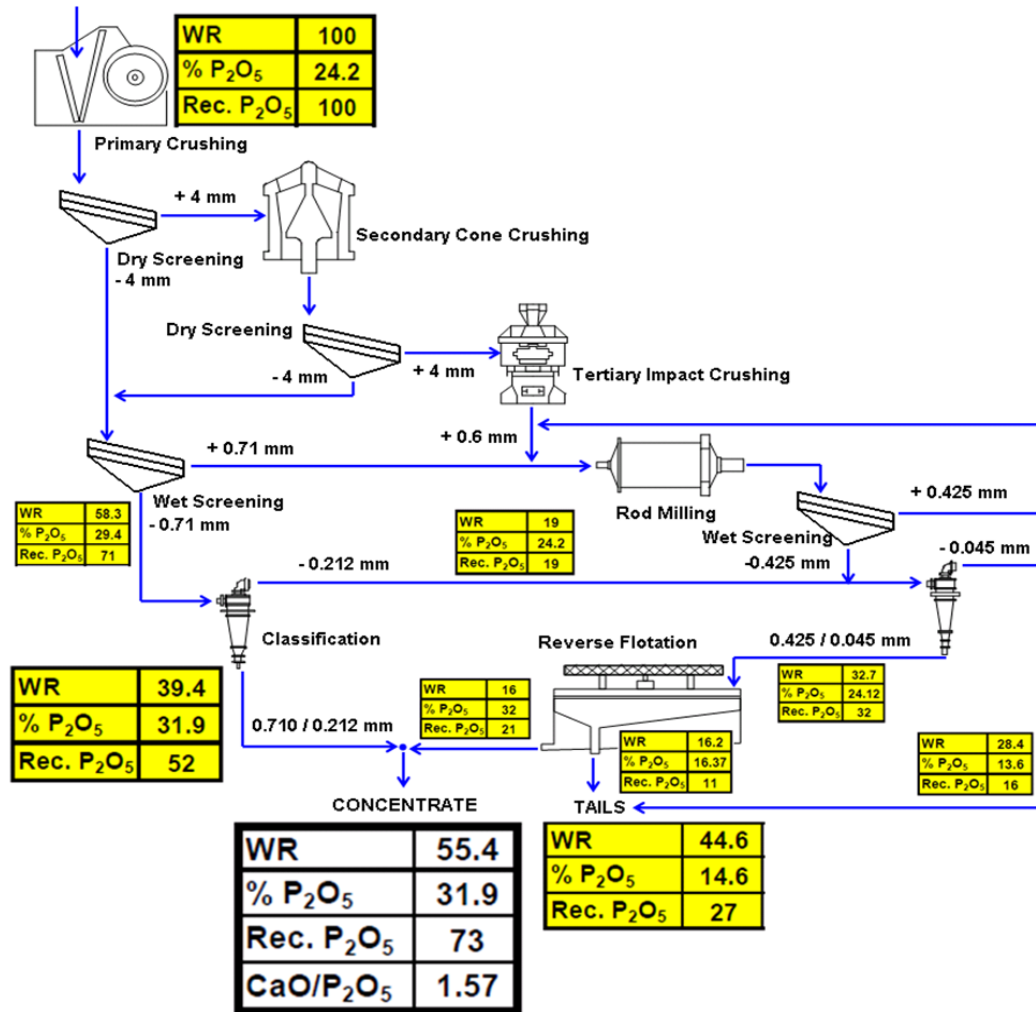 WR 100
% P₂O₅ 24.2
Rec. P₂O₅ 100
Primary Crushing
+ 4 mm
Secondary Cone Crushing
Dry Screening
- 4 mm
Dry Screening
- 4 mm
+ 4 mm
Tertiary Impact Crushing
+ 0.71 mm
+ 0.6 mm
Rod Milling
+ 0.425 mm
Wet Screening
- 0.71 mm
WR 58.3
% P₂O₅ 29.4
Rec. P₂O₅ 71
WR 19
% P₂O₅ 24.2
Rec. P₂O₅ 19
Wet Screening
-0.425 mm
- 0.045 mm
- 0.212 mm
Classification
Reverse Flotation
0.425 / 0.045 mm
WR 39.4
% P₂O₅ 31.9
Rec. P₂O₅ 52
0.710 / 0.212 mm
WR 16
% P₂O₅ 32
Rec. P₂O₅ 21
WR 32.7
% P₂O₅ 24.12
Rec. P₂O₅ 32
WR 16.2
% P₂O₅ 16.37
Rec. P₂O₅ 11
WR 28.4
% P₂O₅ 13.6
Rec. P₂O₅ 16
CONCENTRATE
TAILS
WR 55.4
% P₂O₅ 31.9
Rec. P₂O₅ 73
CaO/P₂O₅ 1.57
WR 44.6
% P₂O₅ 14.6
Rec. P₂O₅ 27